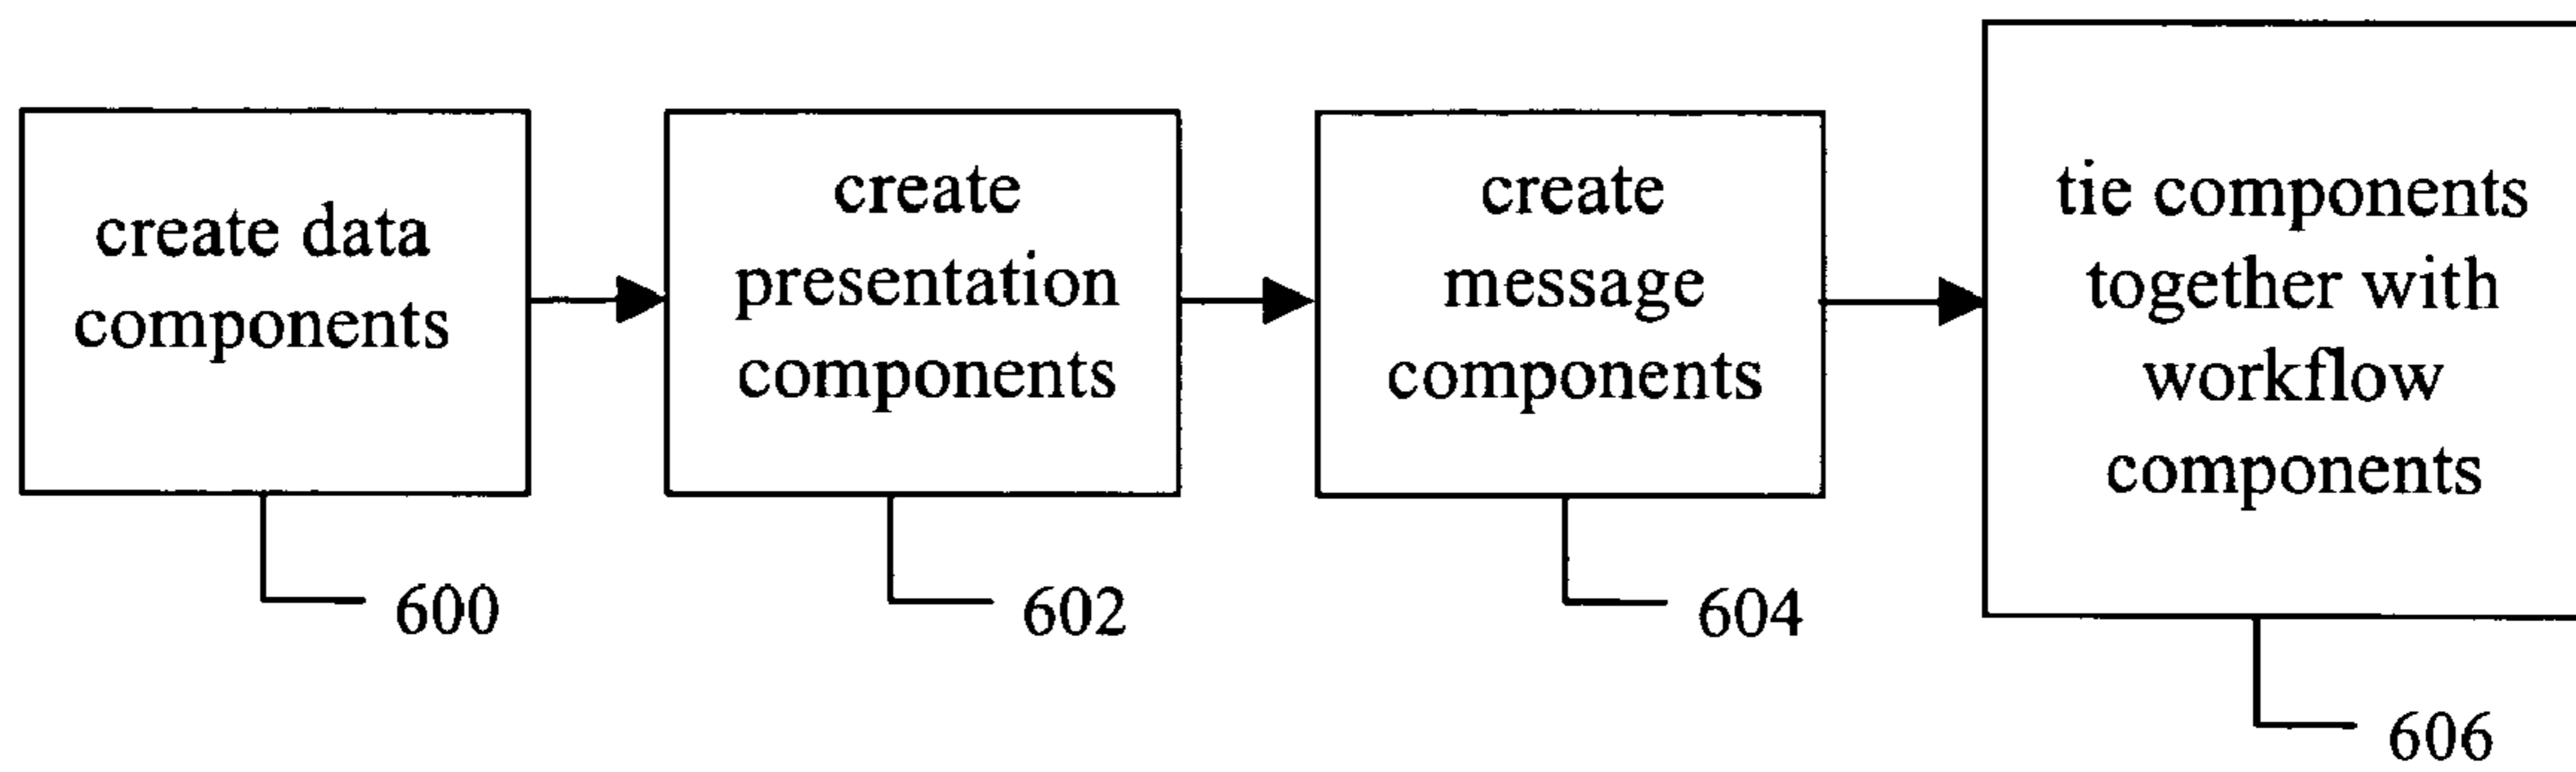 create data
components
600
create
presentation
components
602
create
message
components
604
tie components
together with
workflow
components
606